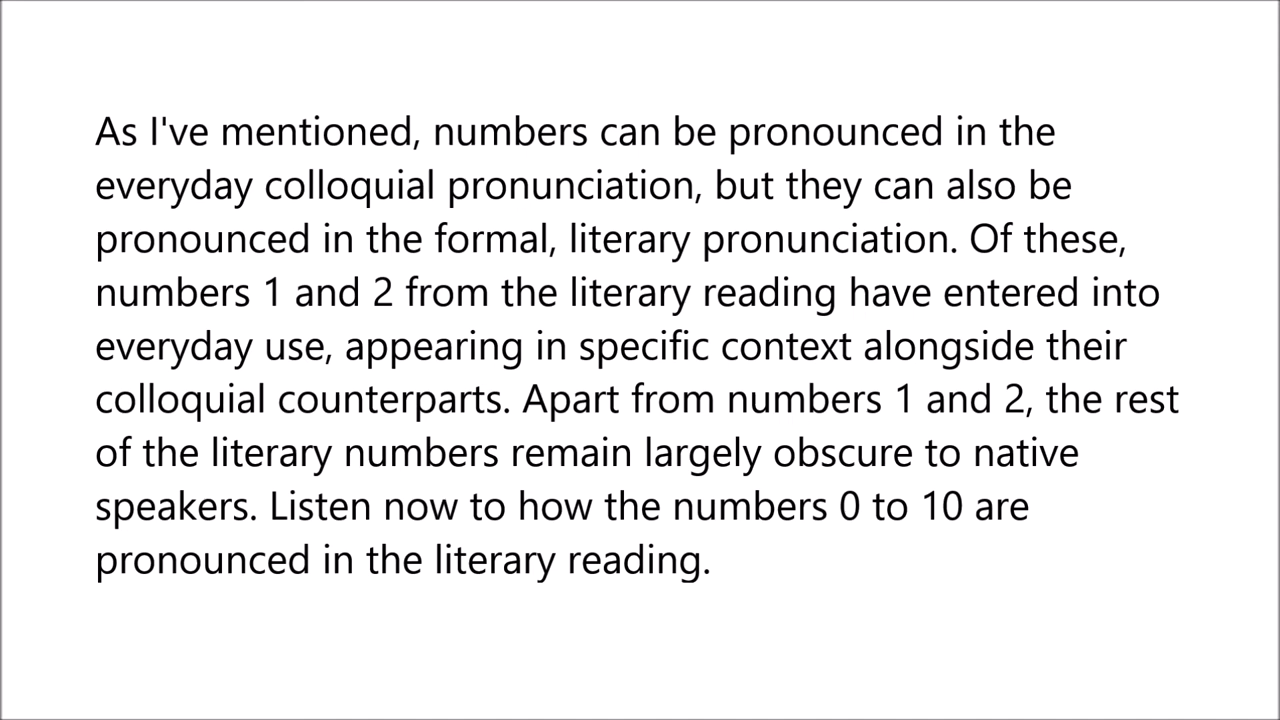 As I've mentioned, numbers can be pronounced in the
everyday colloquial pronunciation, but they can also be
pronounced in the formal, literary pronunciation. Of these,
numbers 1 and 2 from the literary reading have entered into
everyday use, appearing in specific context alongside their
colloquial counterparts. Apart from numbers 1 and 2, the rest
of the literary numbers remain largely obscure to native
speakers. Listen now to how the numbers 0 to 10 are
pronounced in the literary reading.